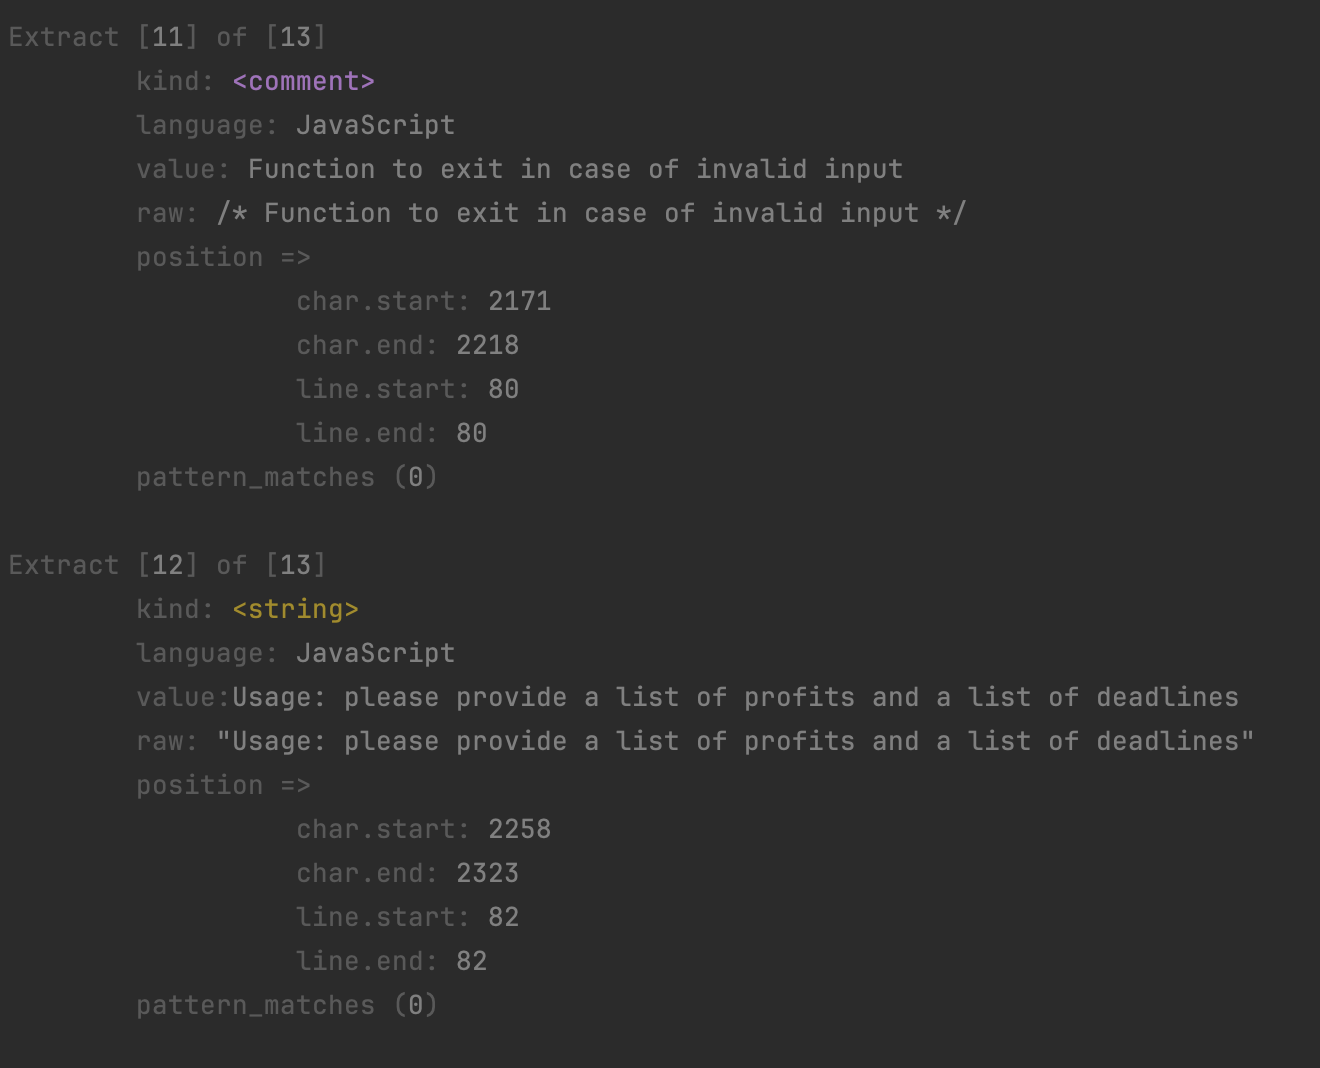 Extract [11] of [13]
kind: <comment>
language: JavaScript
value: Function to exit in case of invalid input
raw: /* Function to exit in case of invalid input */
position =>
char.start: 2171
char.end: 2218
line.start: 80
line.end: 80
pattern_matches (0)
Extract [12] of [13]
kind: <string>
language: JavaScript
value:Usage: please provide a list of profits and a list of deadlines
raw: "Usage: please provide a list of profits and a list of deadlines"
position =>
char.start: 2258
char.end: 2323
line.start: 82
line.end: 82
pattern_matches (0)